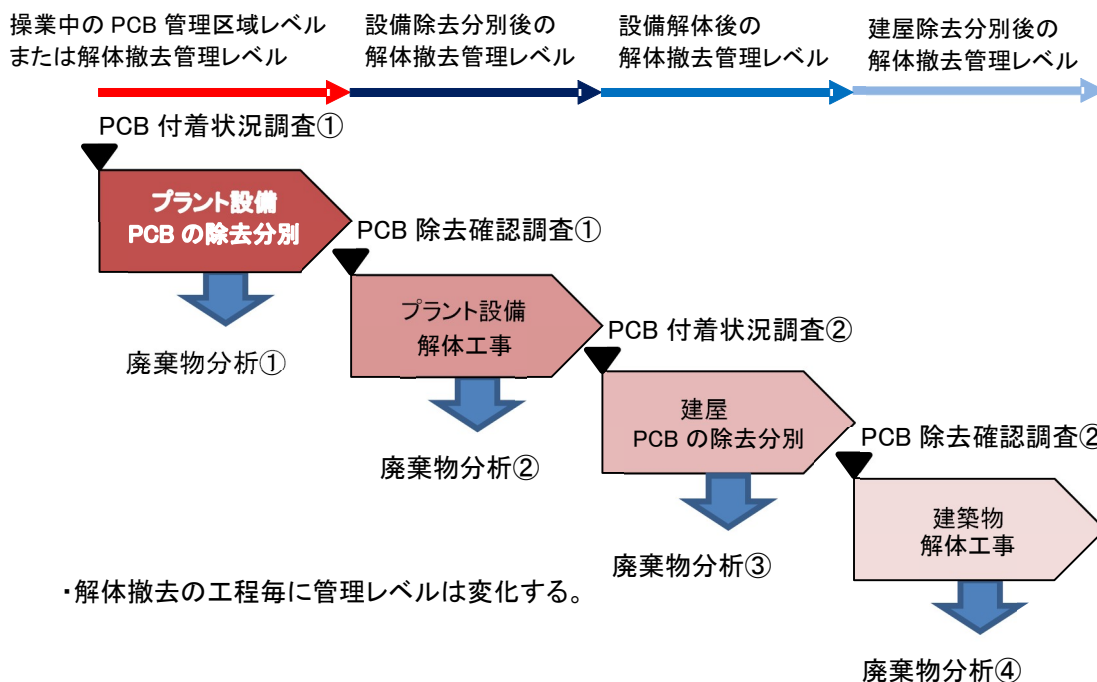 操業中の PCB 管理区域レベル
または解体撤去管理レベル
設備除去分別後の
解体撤去管理レベル
設備解体後の
解体撤去管理レベル
建屋除去分別後の
解体撤去管理レベル
PCB 付着状況調査①
プラント設備
PCB の除去分別
廃棄物分析①
PCB 除去確認調査①
プラント設備
解体工事
廃棄物分析②
PCB 付着状況調査②
建屋
PCB の除去分別
廃棄物分析③
PCB 除去確認調査②
建築物
解体工事
廃棄物分析④
・解体撤去の工程毎に管理レベルは変化する。